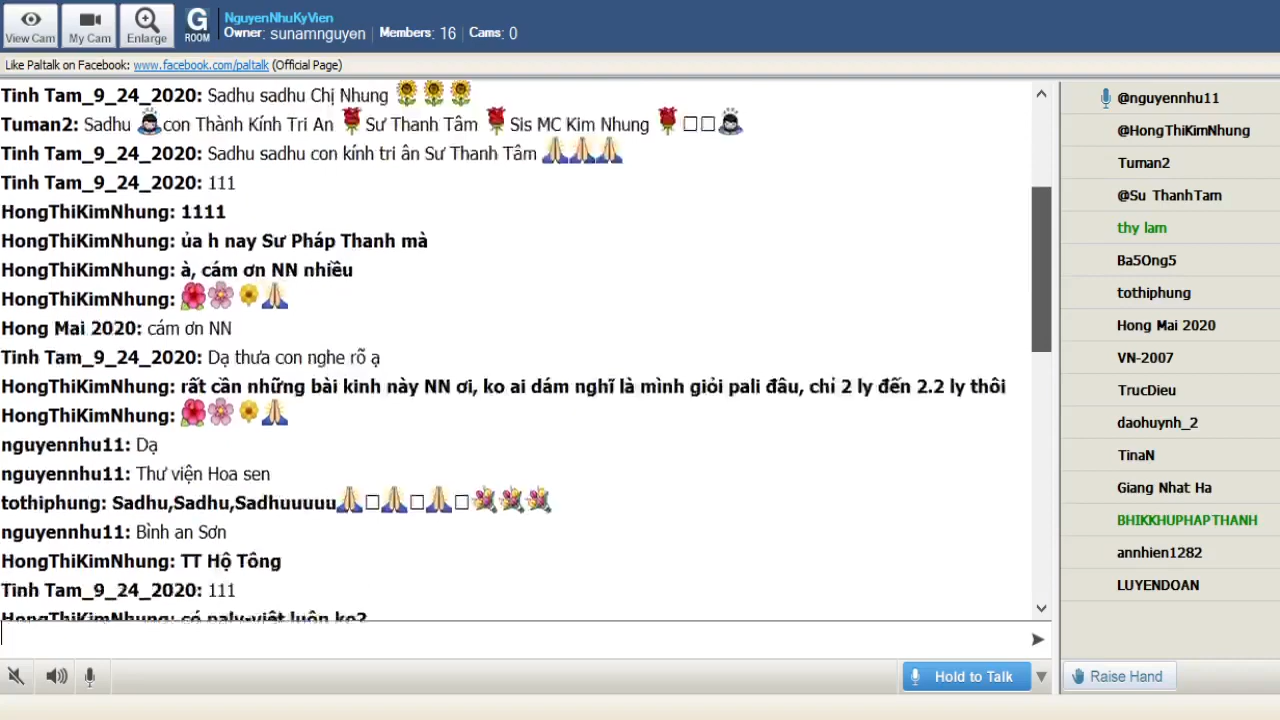 View Cam
My Cam
Enlarge
G
ROOM
NguyenNhuKyVien
Owner: sunamnguyen | Members: 16 | Cams: 0
Like Paltalk on Facebook: www.facebook.com/paltalk (Official Page)
Tinh Tam_9_24_2020: Sadhu sadhu Chị Nhung
Tuman2: Sadhu con Thành Kính Tri An Sư Thanh Tâm Sis MC Kim Nhung
Tinh Tam_9_24_2020: Sadhu sadhu con kính tri ân Sư Thanh Tâm
Tinh Tam_9_24_2020: 111
HongThiKimNhung: 1111
HongThiKimNhung: ủa h nay Sư Pháp Thanh mà
HongThiKimNhung: à, cám ơn NN nhiều
HongThiKimNhung:
Hong Mai 2020: cám ơn NN
Tinh Tam_9_24_2020: Dạ thưa con nghe rõ ạ
HongThiKimNhung: rất cần những bài kinh này NN ơi, ko ai dám nghĩ là mình giỏi pali đâu, chỉ 2 ly đến 2.2 ly thôi
HongThiKimNhung:
nguyennhu11: Dạ
nguyennhu11: Thư viện Hoa sen
tothiphung: Sadhu,Sadhu,Sadhuuuuu
nguyennhu11: Bình an Sơn
HongThiKimNhung: TT Hộ Tông
Tinh Tam_9_24_2020: 111
HongThiKimNhung: có paly-việt luôn ko?
Hold to Talk
@nguyennhu11
@HongThiKimNhung
Tuman2
@Su ThanhTam
thy lam
Ba5Ong5
tothiphung
Hong Mai 2020
VN-2007
TrucDieu
daohuynh_2
TinaN
Giang Nhat Ha
BHIKKHUPHAPTHANH
annhien1282
LUYENDOAN
Raise Hand